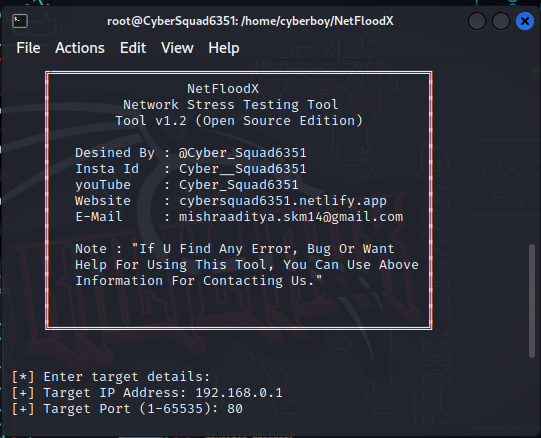 root@CyberSquad6351: /home/cyberboy/NetFloodX
File Actions Edit View Help
NetFloodX
Network Stress Testing Tool
Tool v1.2 (Open Source Edition)
Desined By : @Cyber_Squad6351
Insta Id : Cyber__Squad6351
youTube : Cyber_Squad6351
Website : cybersquad6351.netlify.app
E-Mail : mishraaditya.skm14@gmail.com
Note : "If U Find Any Error, Bug Or Want
Help For Using This Tool, You Can Use Above
Information For Contacting Us."
[*] Enter target details:
[+] Target IP Address: 192.168.0.1
[+] Target Port (1-65535): 80